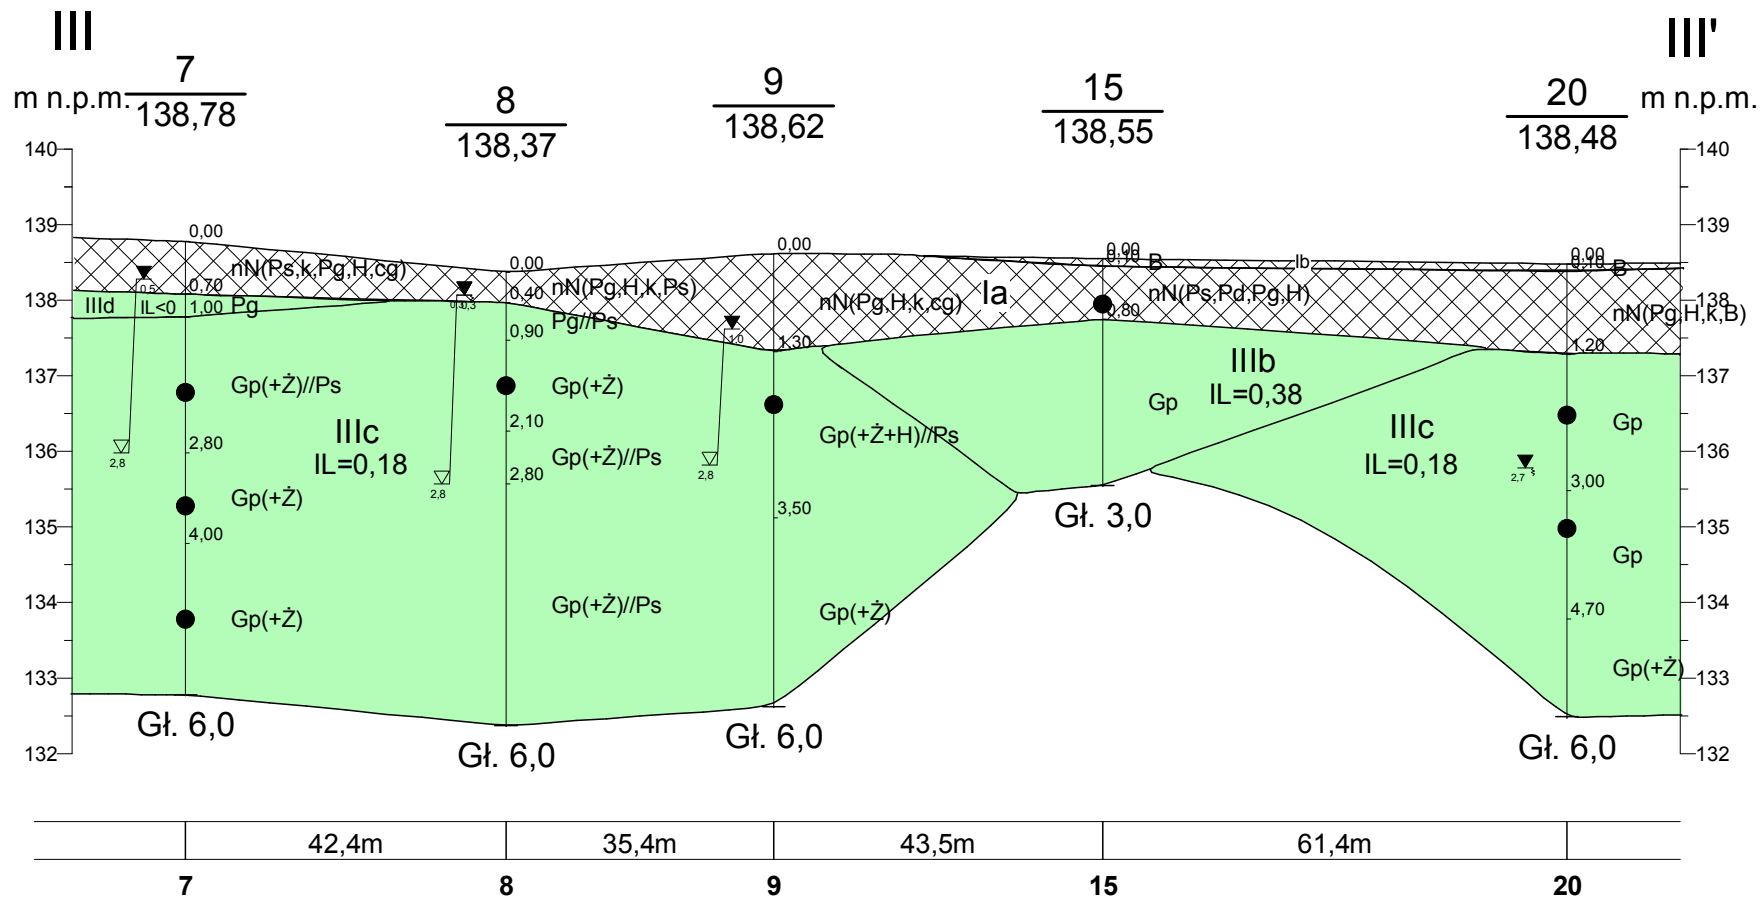 III
III'
7
138,78
8
138,37
9
138,62
15
138,55
20
138,48
m n.p.m.
m n.p.m.
140
139
138
137
136
135
134
133
132
140
139
138
137
136
135
134
133
132
0,00
0,70
1,00
2,80
4,00
nN(Ps,k,Pg,H,cg)
IIId
IL<0
Pg
Gp(+Ż)//Ps
Gp(+Ż)
Gp(+Ż)
0,5
2,8
IIIc
IL=0,18
Gł. 6,0
0,00
0,40
0,90
2,10
2,80
nN(Pg,H,k,Ps)
Pg//Ps
Gp(+Ż)
Gp(+Ż)//Ps
Gp(+Ż)//Ps
0,3
2,8
Gł. 6,0
0,00
1,30
3,50
nN(Pg,H,k,cg)
Ia
Gp(+Ż+H)//Ps
Gp(+Ż)
1,0
2,8
Gł. 6,0
0,00
0,10
0,80
B
Ib
nN(Ps,Pd,Pg,H)
Gp
IIIb
IL=0,38
Gł. 3,0
0,00
0,10
1,20
3,00
4,70
B
nN(Pg,H,k,B)
Gp
Gp
Gp(+Ż)
2,7
IIIc
IL=0,18
Gł. 6,0
42,4m
35,4m
43,5m
61,4m
7
8
9
15
20